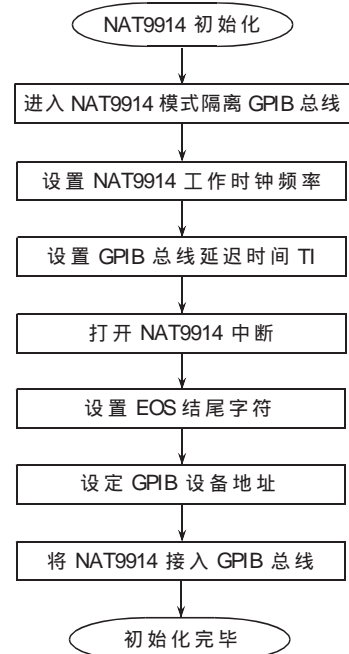 NAT9914 初始化
进入 NAT9914 模式隔离 GPIB 总线
设置 NAT9914 工作时钟频率
设置 GPIB 总线延迟时间 TI
打开 NAT9914 中断
设置 EOS 结尾字符
设定 GPIB 设备地址
将 NAT9914 接入 GPIB 总线
初始化完毕